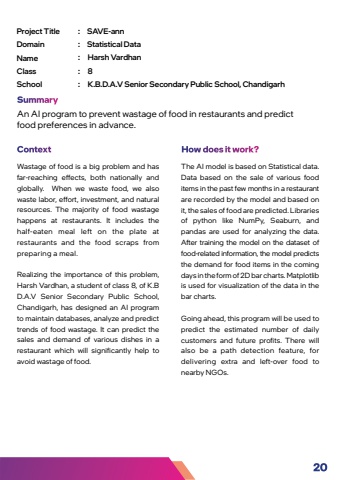 Project Title : SAVE-ann
Domain : Statistical Data
Name : Harsh Vardhan
Class : 8
School : K.B.D.A.V Senior Secondary Public School, Chandigarh
Summary
An AI program to prevent wastage of food in restaurants and predict
food preferences in advance.
Context
Wastage of food is a big problem and has
far-reaching effects, both nationally and
globally. When we waste food, we also
waste labor, effort, investment, and natural
resources. The majority of food wastage
happens at restaurants. It includes the
half-eaten meal left on the plate at
restaurants and the food scraps from
preparing a meal.
Realizing the importance of this problem,
Harsh Vardhan, a student of class 8, of K.B
D.A.V Senior Secondary Public School,
Chandigarh, has designed an AI program
to maintain databases, analyze and predict
trends of food wastage. It can predict the
sales and demand of various dishes in a
restaurant which will significantly help to
avoid wastage of food.
How does it work?
The AI model is based on Statistical data.
Data based on the sale of various food
items in the past few months in a restaurant
are recorded by the model and based on
it, the sales of food are predicted. Libraries
of python like NumPy, Seaburn, and
pandas are used for analyzing the data.
After training the model on the dataset of
food-related information, the model predicts
the demand for food items in the coming
days in the form of 2D bar charts. Matplotlib
is used for visualization of the data in the
bar charts.
Going ahead, this program will be used to
predict the estimated number of daily
customers and future profits. There will
also be a path detection feature, for
delivering extra and left-over food to
nearby NGOs.
20